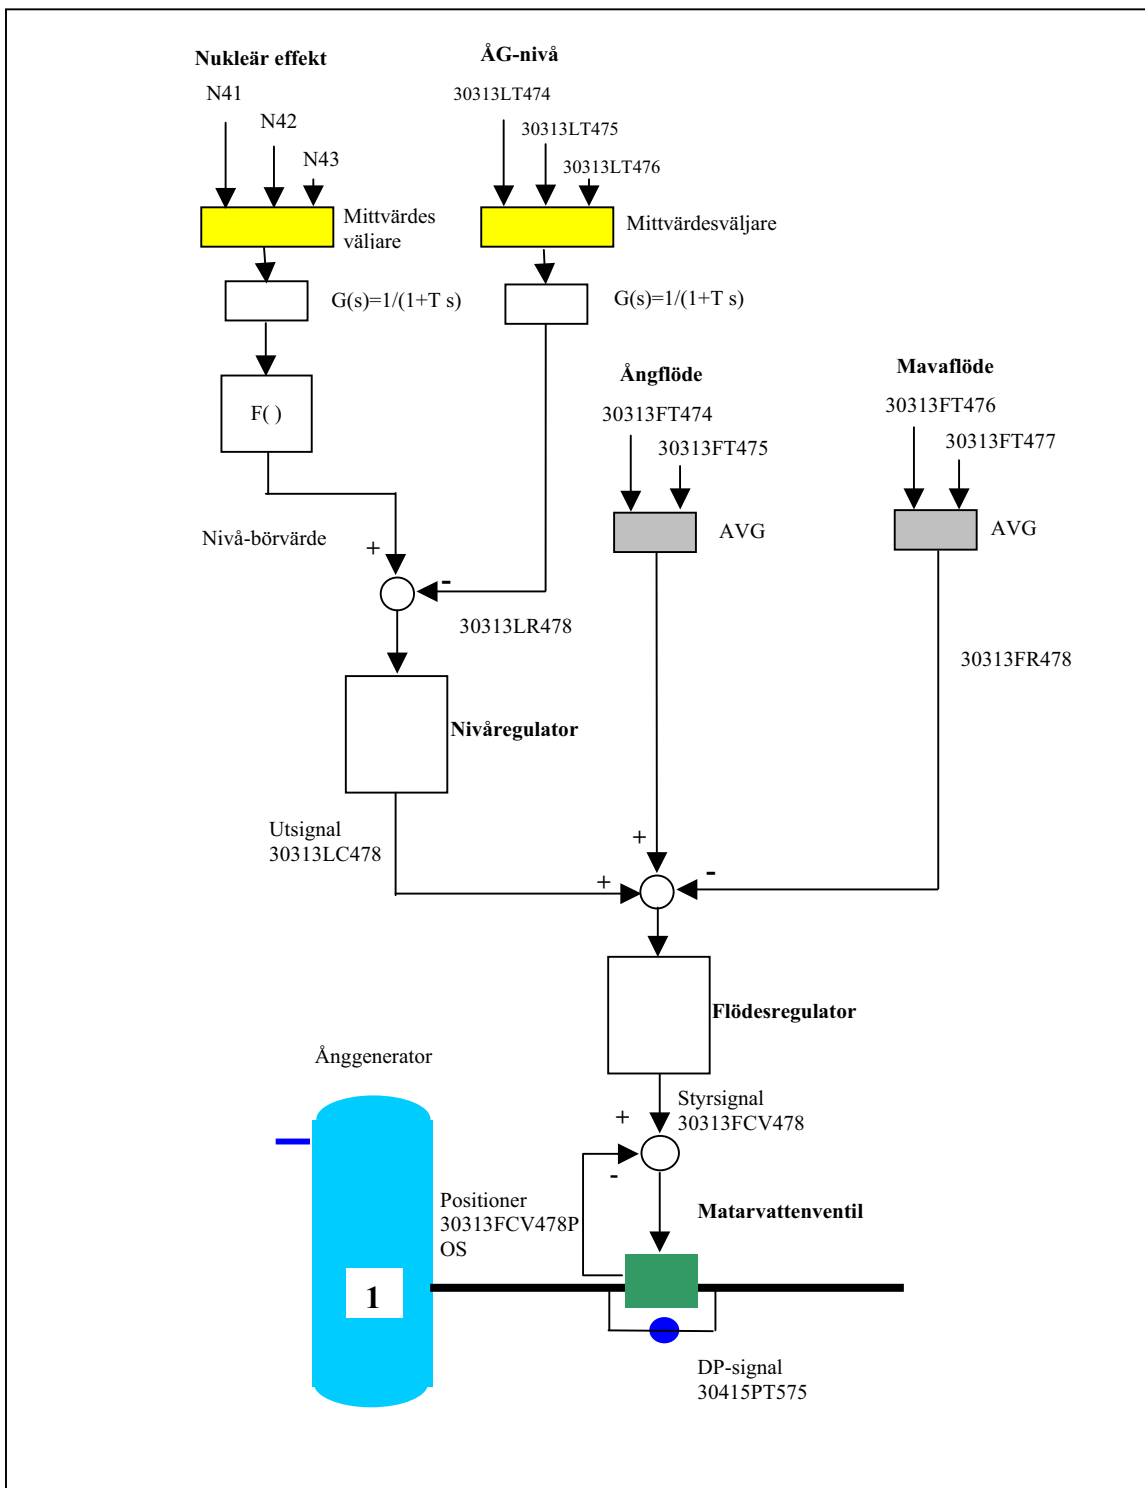 Nukleär effekt
N41
N42
N43
Mittvärdes
väljare
G(s)=1/(1+T s)
F( )
Nivå-börvärde
+
ÅG-nivå
30313LT474
30313LT475
30313LT476
Mittvärdesväljare
G(s)=1/(1+T s)
-
30313LR478
Nivåregulator
Utsignal
30313LC478
Ångflöde
30313FT474
30313FT475
AVG
Mavaflöde
30313FT476
30313FT477
AVG
30313FR478
+
+
-
Flödesregulator
Styrsignal
30313FCV478
+
-
Ånggenerator
1
Positioner
30313FCV478P
OS
Matarvattenventil
DP-signal
30415PT575